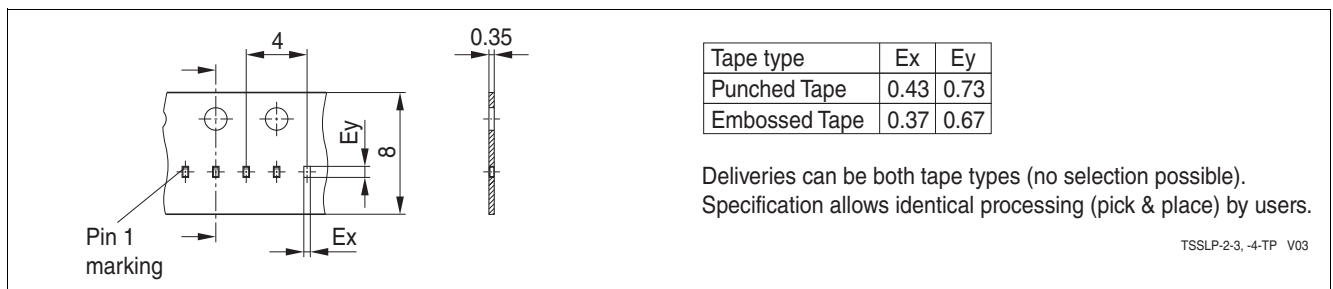 4
0.35
Ey
8
Pin 1
marking
Ex
Tape type Ex Ey
Punched Tape 0.43 0.73
Embossed Tape 0.37 0.67
Deliveries can be both tape types (no selection possible).
Specification allows identical processing (pick & place) by users.
TSSLP-2-3, -4-TP V03